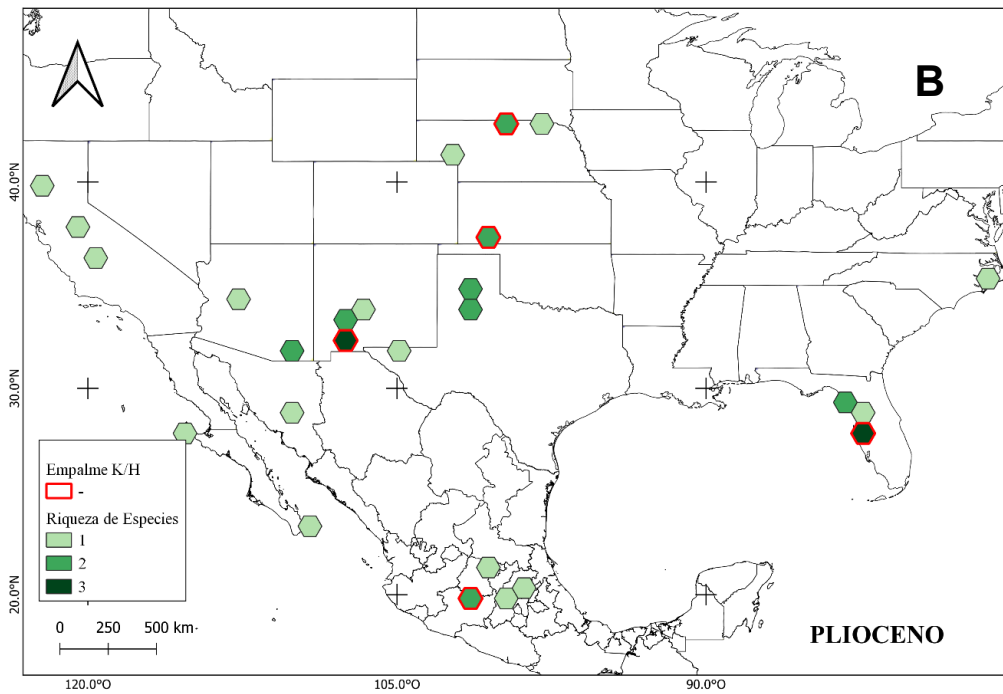 B
40.0°N
30.0°N
20.0°N
Empalme K/H
-
Riqueza de Especies
1
2
3
0 250 500 km
PLIOCENO
120.0°O 105.0°O 90.0°O